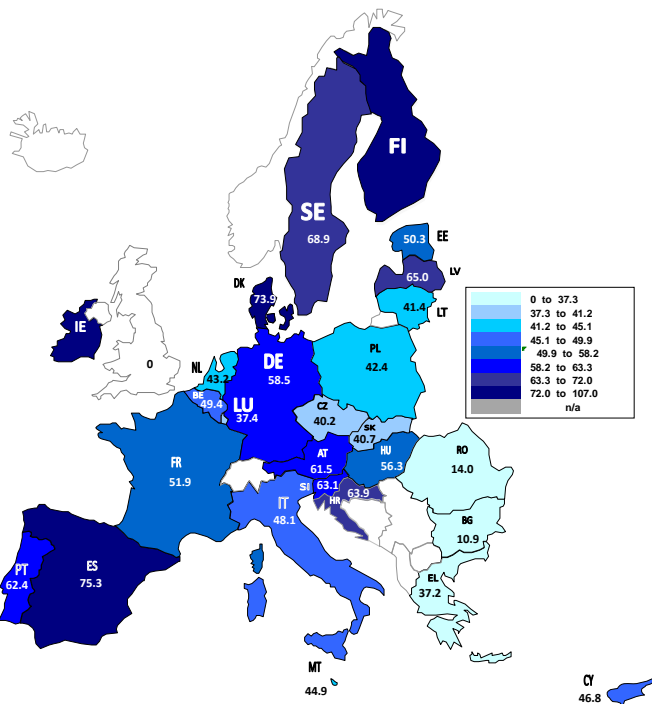 FI
SE
68.9
50.3
EE
65.0
LV
41.4
LT
DK
73.9
IE
0
0 to 37.3
37.3 to 41.2
41.2 to 45.1
45.1 to 49.9
49.9 to 58.2
58.2 to 63.3
63.3 to 72.0
72.0 to 107.0
n/a
NL
43.2
DE
58.5
PL
42.4
BE
49.4
LU
37.4
CZ
40.2
SK
40.7
FR
51.9
AT
61.5
HU
56.3
RO
14.0
SI
63.1
HR
63.9
IT
48.1
BG
10.9
PT
62.4
ES
75.3
EL
37.2
MT
44.9
CY
46.8